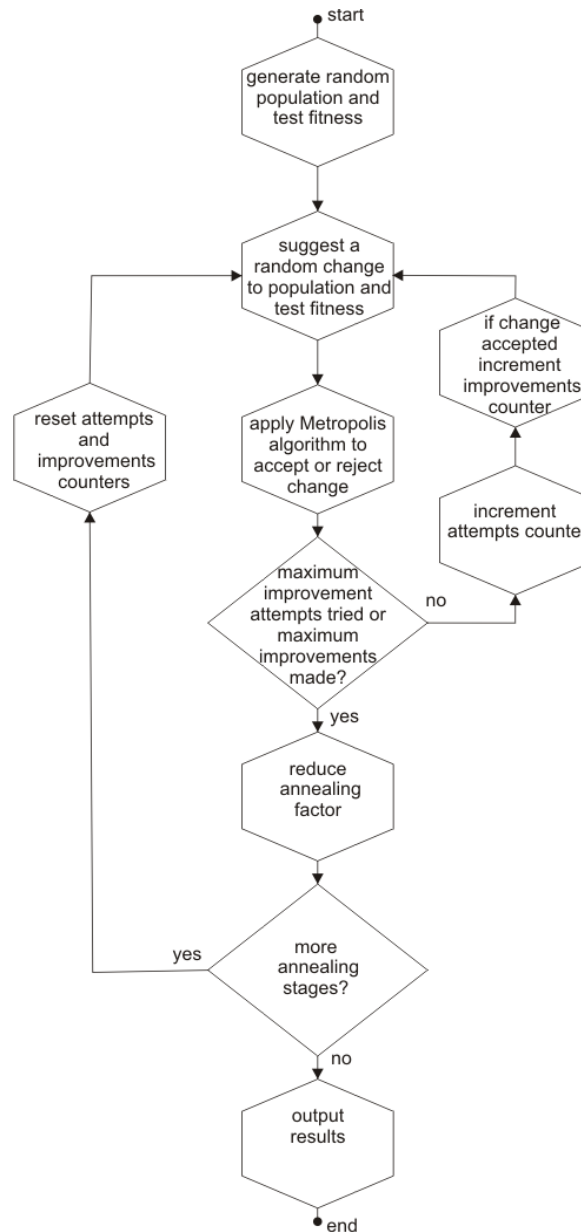 start
generate random
population and
test fitness
suggest a
random change
to population and
test fitness
if change
accepted
increment
improvements
counter
reset attempts
and
improvements
counters
apply Metropolis
algorithm to
accept or reject
change
increment
attempts counte
maximum
improvement
attempts tried or
maximum
improvements
made?
no
yes
reduce
annealing
factor
yes
more
annealing
stages?
no
output
results
end